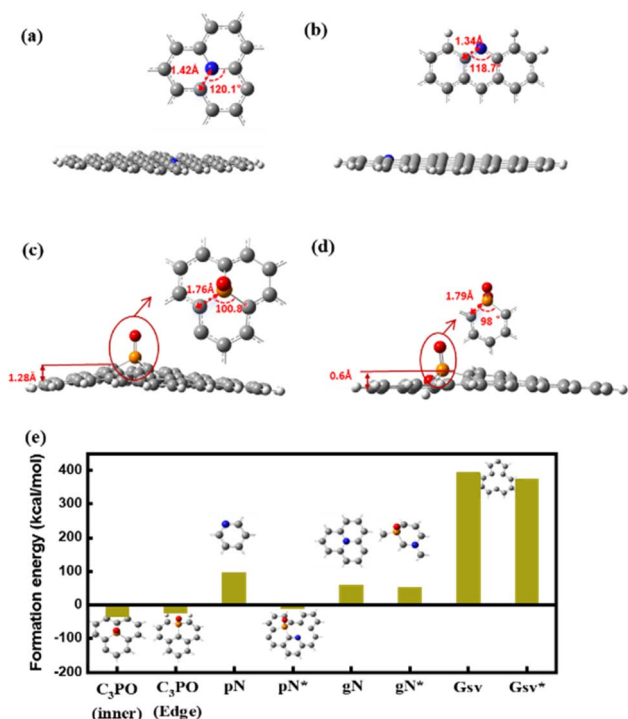 (a)
1.42Å
120.1°
(b)
1.34Å
118.7°
(c)
1.76Å
100.8°
1.28Å
(d)
1.79Å
98°
0.6Å
(e)
Formation energy (kcal/mol)
400
300
200
100
0
-100
-200
C₃PO C₃PO pN pN* gN gN* Gsv Gsv*
(inner) (Edge)